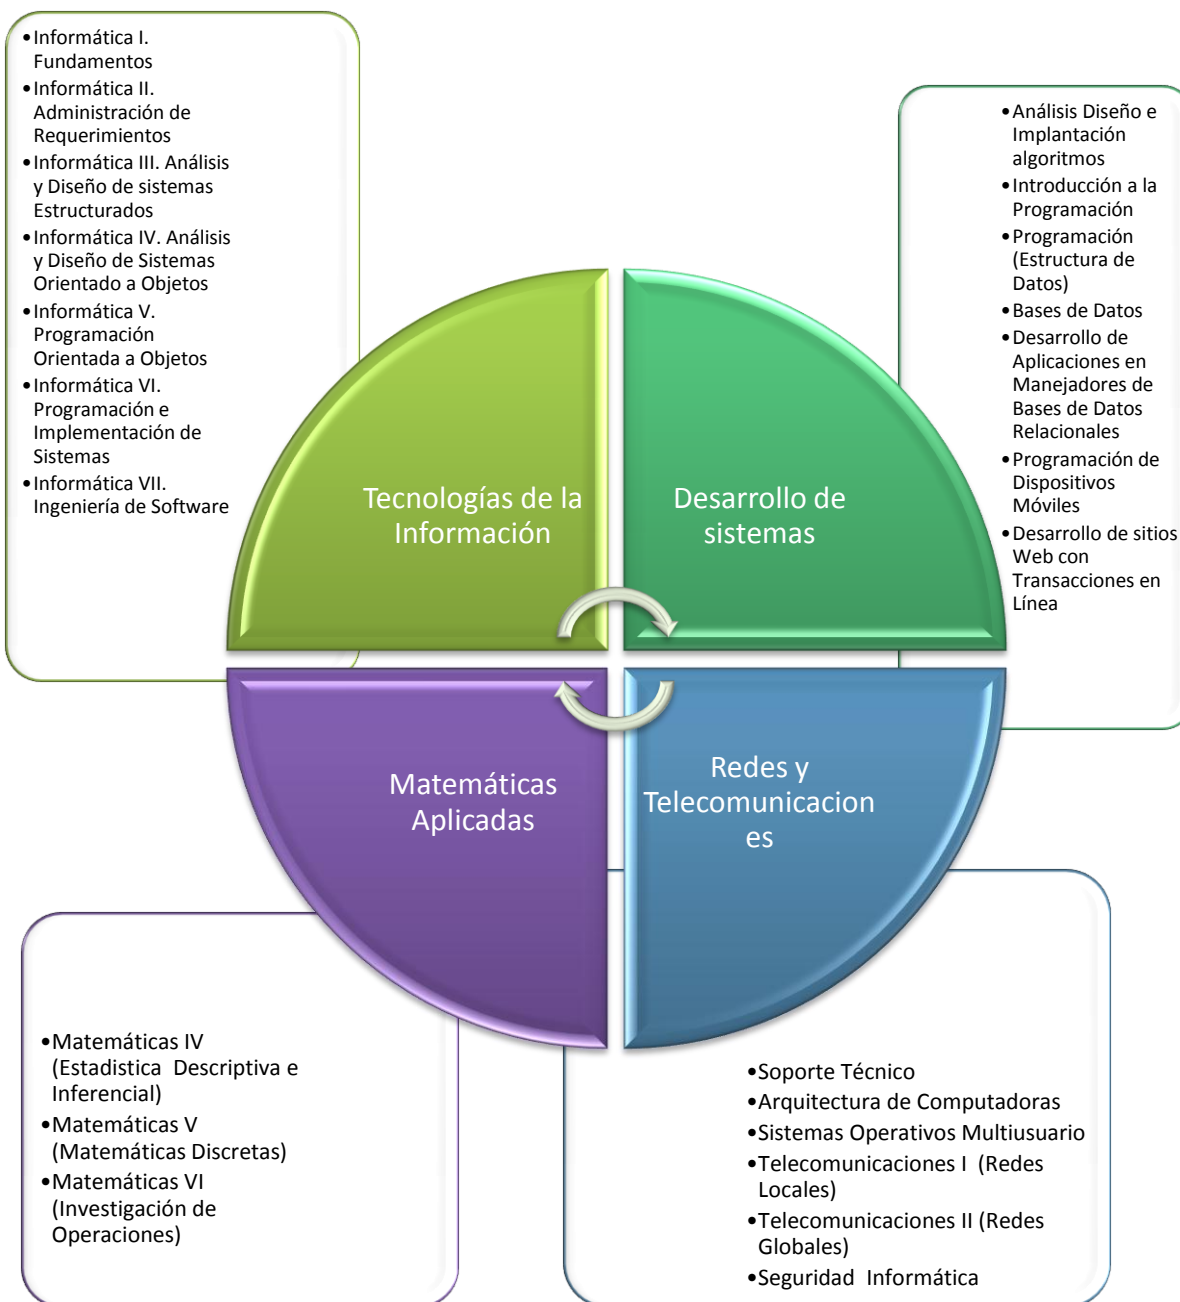 •Informática I.
Fundamentos
•Informática II.
Administración de
Requerimientos
•Informática III. Análisis
y Diseño de sistemas
Estructurados
•Informática IV. Análisis
y Diseño de Sistemas
Orientado a Objetos
•Informática V.
Programación
Orientada a Objetos
•Informática VI.
Programación e
Implementación de
Sistemas
•Informática VII.
Ingeniería de Software
•Análisis Diseño e
Implantación
algoritmos
•Introducción a la
Programación
•Programación
(Estructura de
Datos)
•Bases de Datos
•Desarrollo de
Aplicaciones en
Manejadores de
Bases de Datos
Relacionales
•Programación de
Dispositivos
Móviles
•Desarrollo de sitios
Web con
Transacciones en
Línea
Tecnologías de la
Información
Desarrollo de
sistemas
Matemáticas
Aplicadas
Redes y
Telecomunicacion
es
•Matemáticas IV
(Estadistica Descriptiva e
Inferencial)
•Matemáticas V
(Matemáticas Discretas)
•Matemáticas VI
(Investigación de
Operaciones)
•Soporte Técnico
•Arquitectura de Computadoras
•Sistemas Operativos Multiusuario
•Telecomunicaciones I (Redes
Locales)
•Telecomunicaciones II (Redes
Globales)
•Seguridad Informática